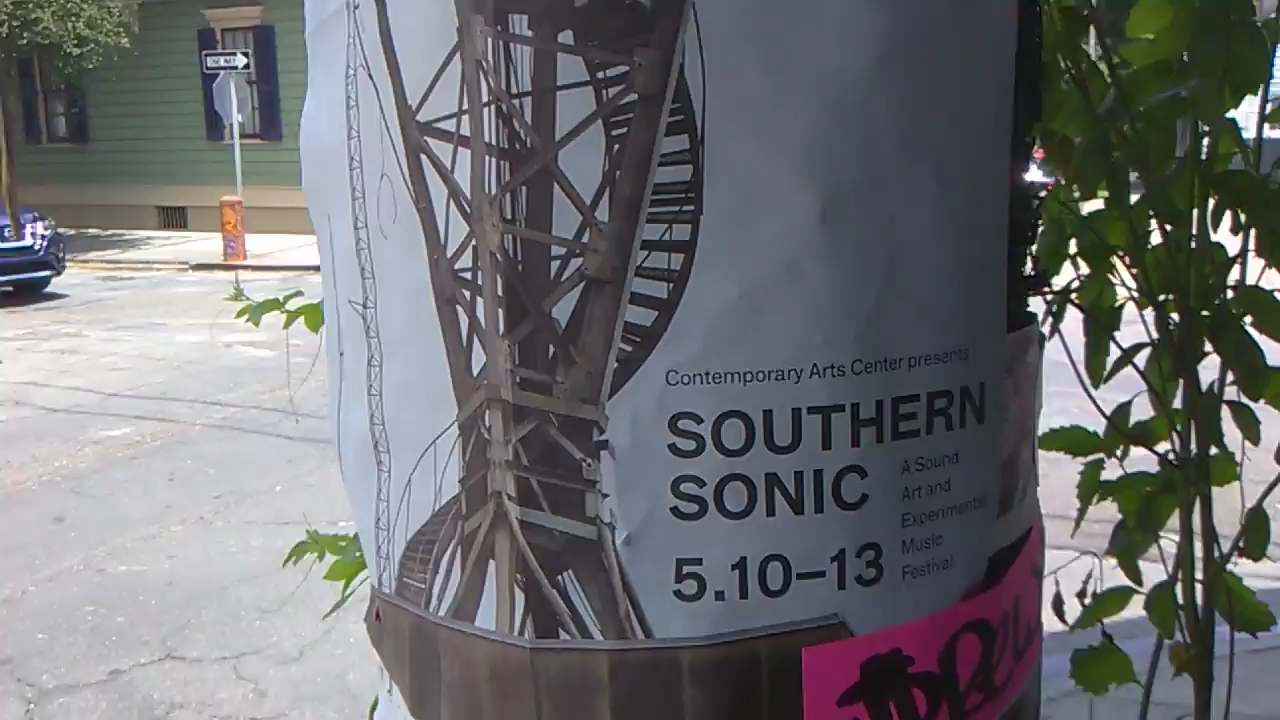 ONE WAY
Contemporary Arts Center presents
SOUTHERN
SONIC
A Sound
Art and
Experimental
Music
Festival
5.10–13